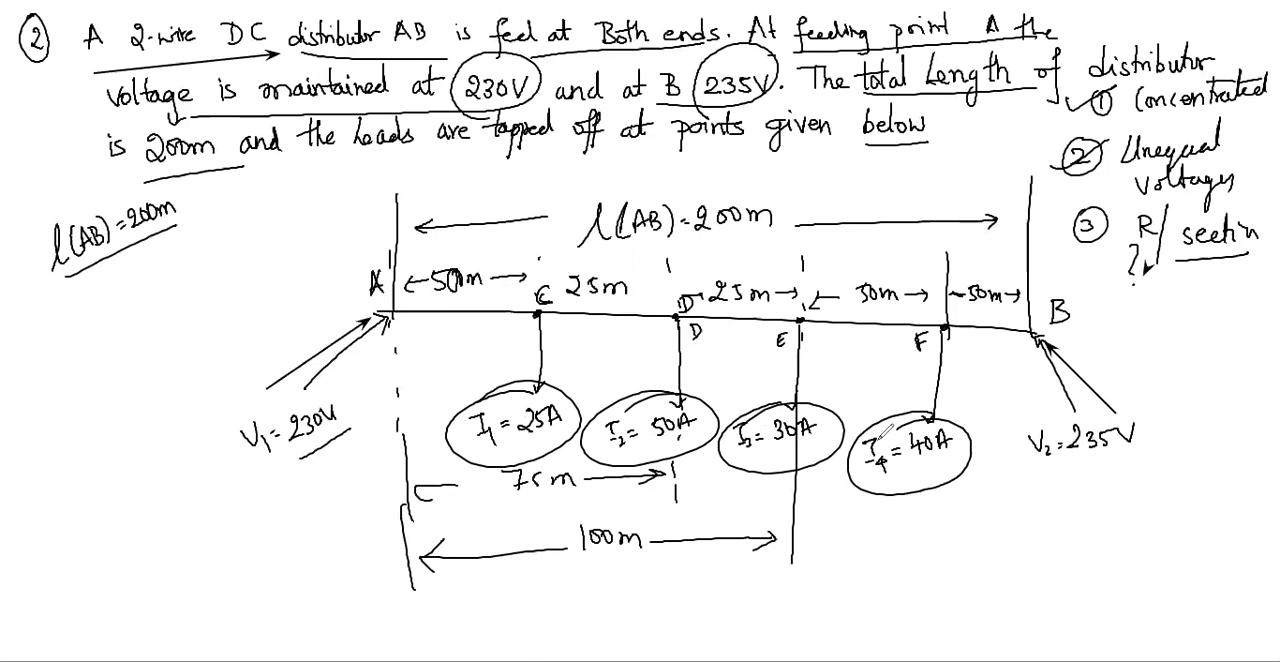 ② A 2-wire DC distributor AB is feel at Both ends. At feeding point A the
voltage is maintained at 230V and at B 235V. The total Length of distributor
is 200m and the Loads are tapped off at points given below
① Concentrated
② Unequal
Voltages
③ R/section
?
l(AB)=200m
l(AB)=200m
A 50m C 25m D 25m 50m 50m B
D E F
V₁=230V
I₁=25A I₂=50A I₃=30A I₄=40A V₂=235V
75m
100m